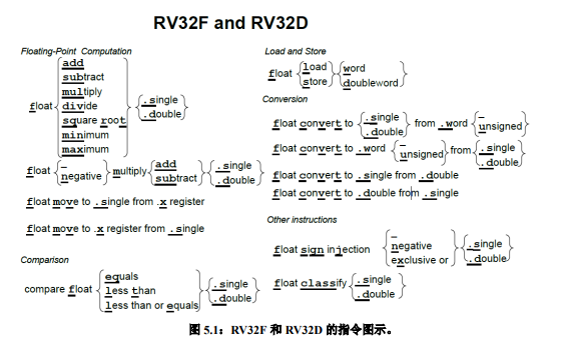 RV32F and RV32D
Floating-Point Computation
float { add
subtract
multiply
divide
square root
minimum
maximum } { .single
.double }
float { –
negative } multiply { add
subtract } { .single
.double }
float move to .single from .x register
float move to .x register from .single
Comparison
compare float { equals
less than
less than or equals } { .single
.double }
Load and Store
float { load
store } { word
doubleword }
Conversion
float convert to { .single
.double } from .word { –
unsigned }
float convert to .word { –
unsigned } from { .single
.double }
float convert to .single from .double
float convert to .double from .single
Other instructions
float sign injection { –
negative
exclusive or } { .single
.double }
float classify { .single
.double }
图 5.1：RV32F 和 RV32D 的指令图示。